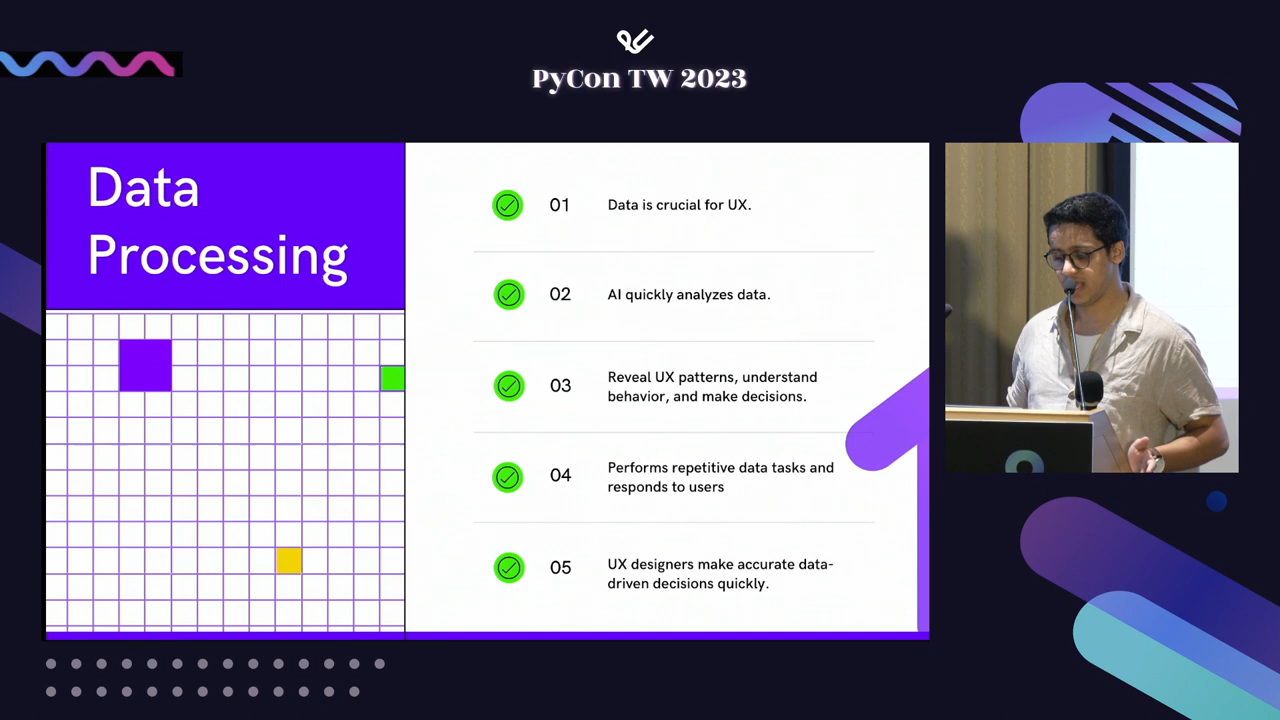 PyCon TW 2023
Data
Processing
01
Data is crucial for UX.
02
AI quickly analyzes data.
03
Reveal UX patterns, understand
behavior, and make decisions.
04
Performs repetitive data tasks and
responds to users
05
UX designers make accurate data-
driven decisions quickly.